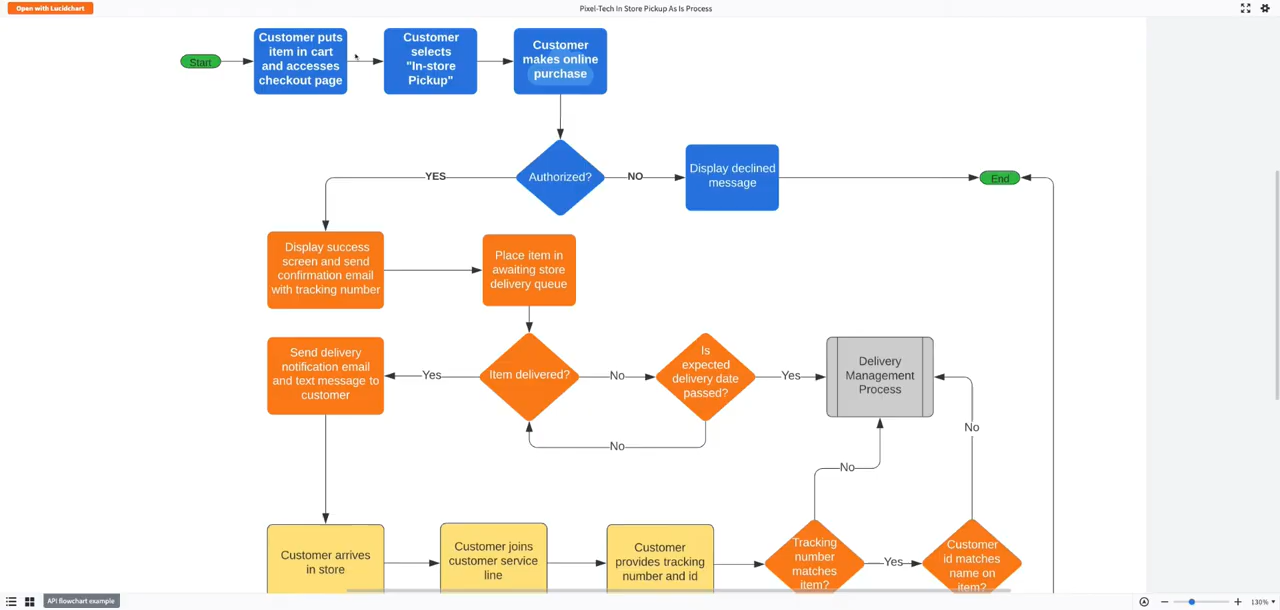 Open with Lucidchart
Pixel-Tech In Store Pickup As Is Process
Start
Customer puts
item in cart
and accesses
checkout page
Customer
selects
"In-store
Pickup"
Customer
makes online
purchase
Authorized?
YES
NO
Display declined
message
End
Display success
screen and send
confirmation email
with tracking number
Place item in
awaiting store
delivery queue
Send delivery
notification email
and text message to
customer
Yes
Item delivered?
No
Is
expected
delivery date
passed?
Yes
Delivery
Management
Process
No
No
No
Customer arrives
in store
Customer joins
customer service
line
Customer
provides tracking
number and id
Tracking
number
matches
item?
Yes
Customer
id matches
name on
item?
API flowchart example
130%